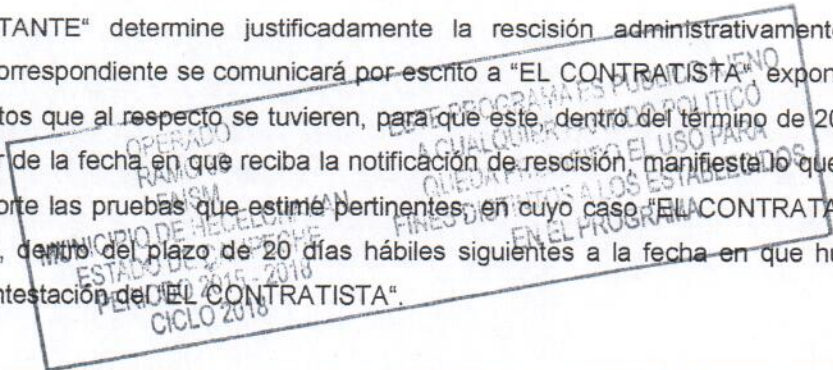 TANTE“ determine justificadamente la rescisión administrativamente
orrespondiente se comunicará por escrito a “EL CONTRATISTA“, expon
tos que al respecto se tuvieren, para que este, dentro del término de 20
r de la fecha en que reciba la notificación de rescisión, manifieste lo que
orte las pruebas que estime pertinentes, en cuyo caso “EL CONTRATA
, dentro del plazo de 20 días hábiles siguientes a la fecha en que hu
ntestación del “EL CONTRATISTA“.
OPERADO
RAMO
MUNICIPIO DE HECELCHAKAN
ESTADO DE CAMPECHE
PERIODO 2015 - 2018
CICLO 2018
ESTE PROGRAMA ES PUBLICO AJENO
A CUALQUIER PARTIDO POLITICO
QUEDA PROHIBIDO EL USO PARA
FINES DISTINTOS A LOS ESTABLECIDOS
EN EL PROGRAMA